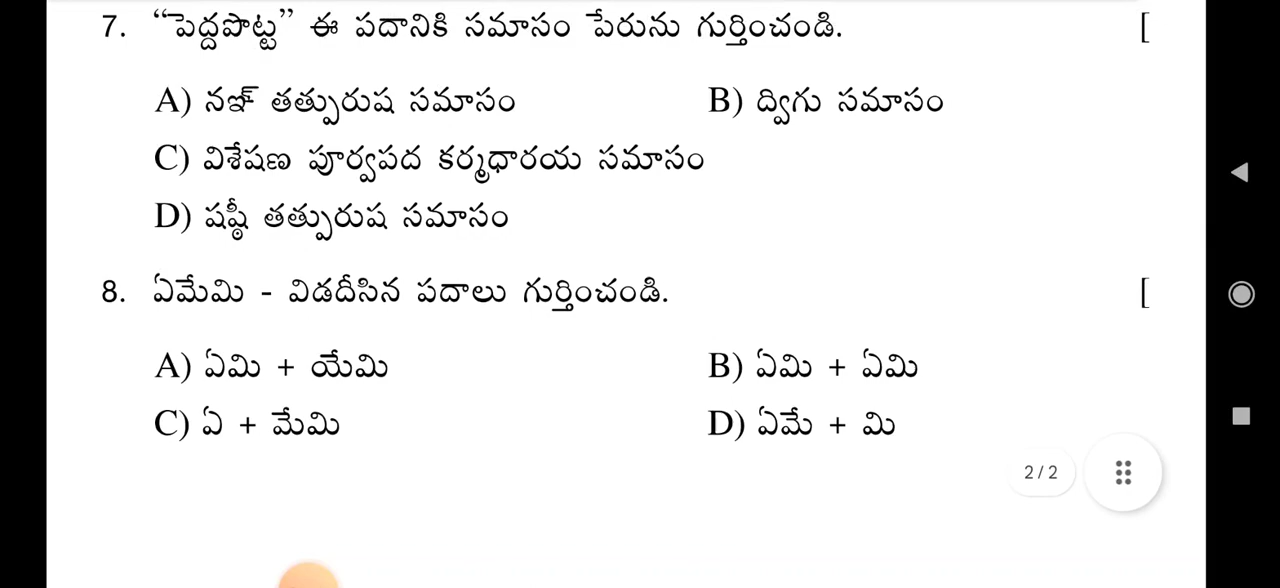 7. “పెద్దపొట్ట” ఈ పదానికి సమాసం పేరును గుర్తించండి. [
A) నఞ్ తత్పురుష సమాసం B) ద్విగు సమాసం
C) విశేషణ పూర్వపద కర్మధారయ సమాసం
D) షష్ఠీ తత్పురుష సమాసం
8. ఏమేమి - విడదీసిన పదాలు గుర్తించండి. [
A) ఏమి + యేమి B) ఏమి + ఏమి
C) ఏ + మేమి D) ఏమే + మి
2 / 2